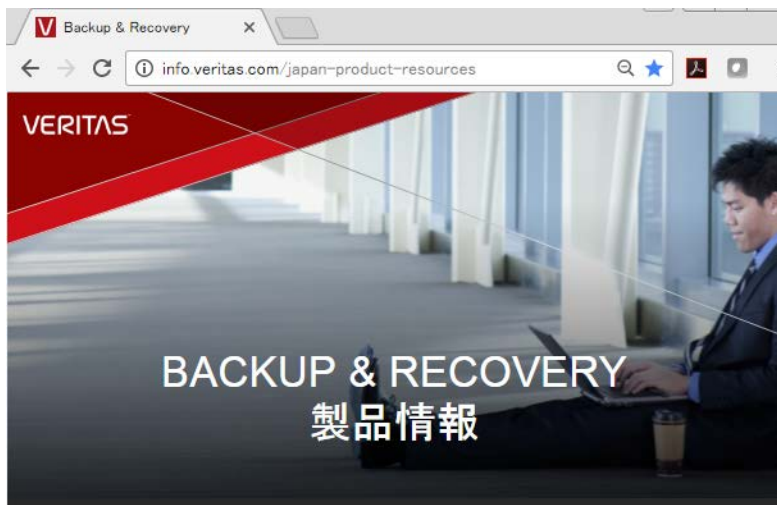 Backup & Recovery
info.veritas.com/japan-product-resources
VERITAS
BACKUP & RECOVERY
製品情報